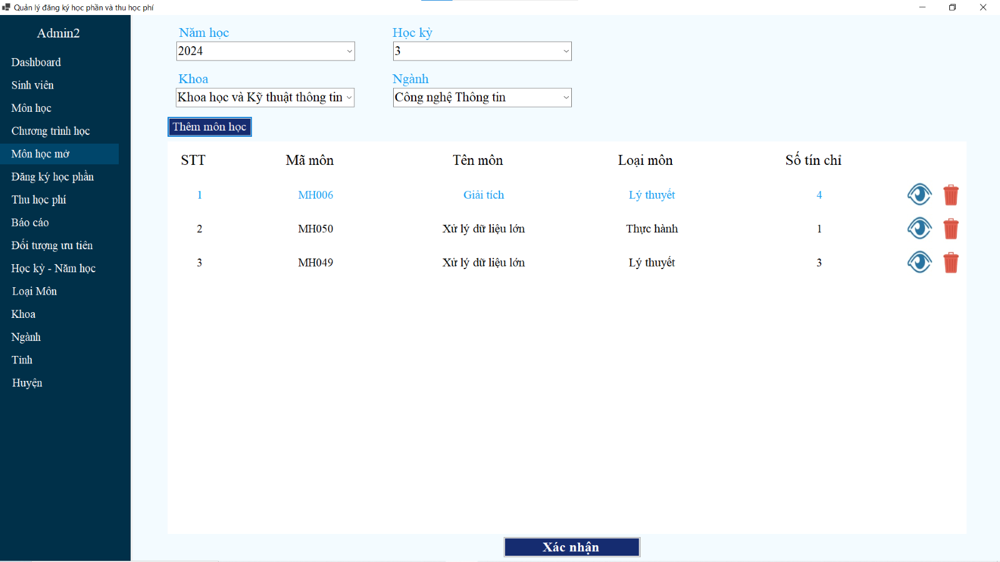 Quản lý đăng ký học phần và thu học phí
Admin2
Dashboard
Sinh viên
Môn học
Chương trình học
Môn học mở
Đăng ký học phần
Thu học phí
Báo cáo
Đối tượng ưu tiên
Học kỳ - Năm học
Loại Môn
Khoa
Ngành
Tỉnh
Huyện
Năm học Học kỳ
2024 3
Khoa Ngành
Khoa học và Kỹ thuật thông tin Công nghệ Thông tin
Thêm môn học
STT Mã môn Tên môn Loại môn Số tín chỉ
1 MH006 Giải tích Lý thuyết 4
2 MH050 Xử lý dữ liệu lớn Thực hành 1
3 MH049 Xử lý dữ liệu lớn Lý thuyết 3
Xác nhận